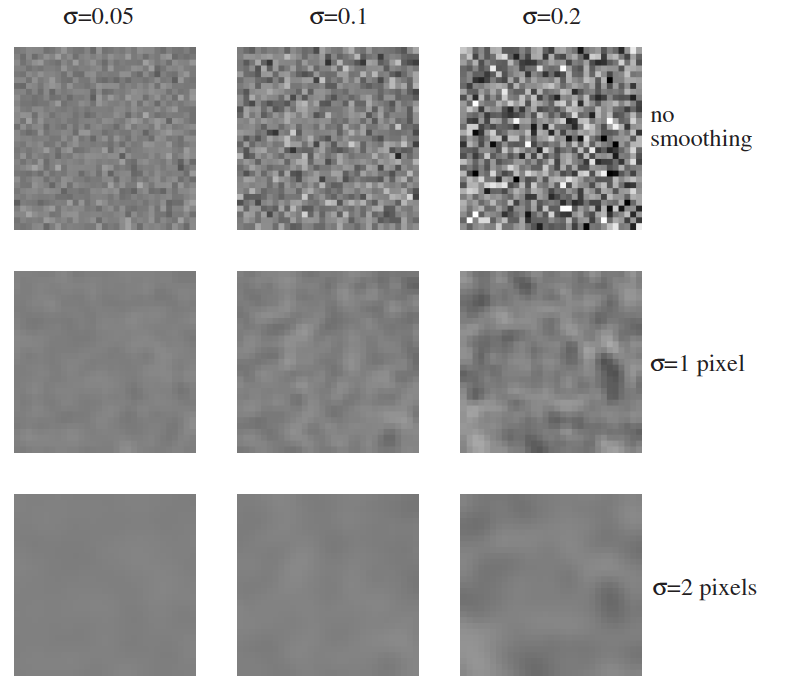 σ=0.05
σ=0.1
σ=0.2
no
smoothing
σ=1 pixel
σ=2 pixels